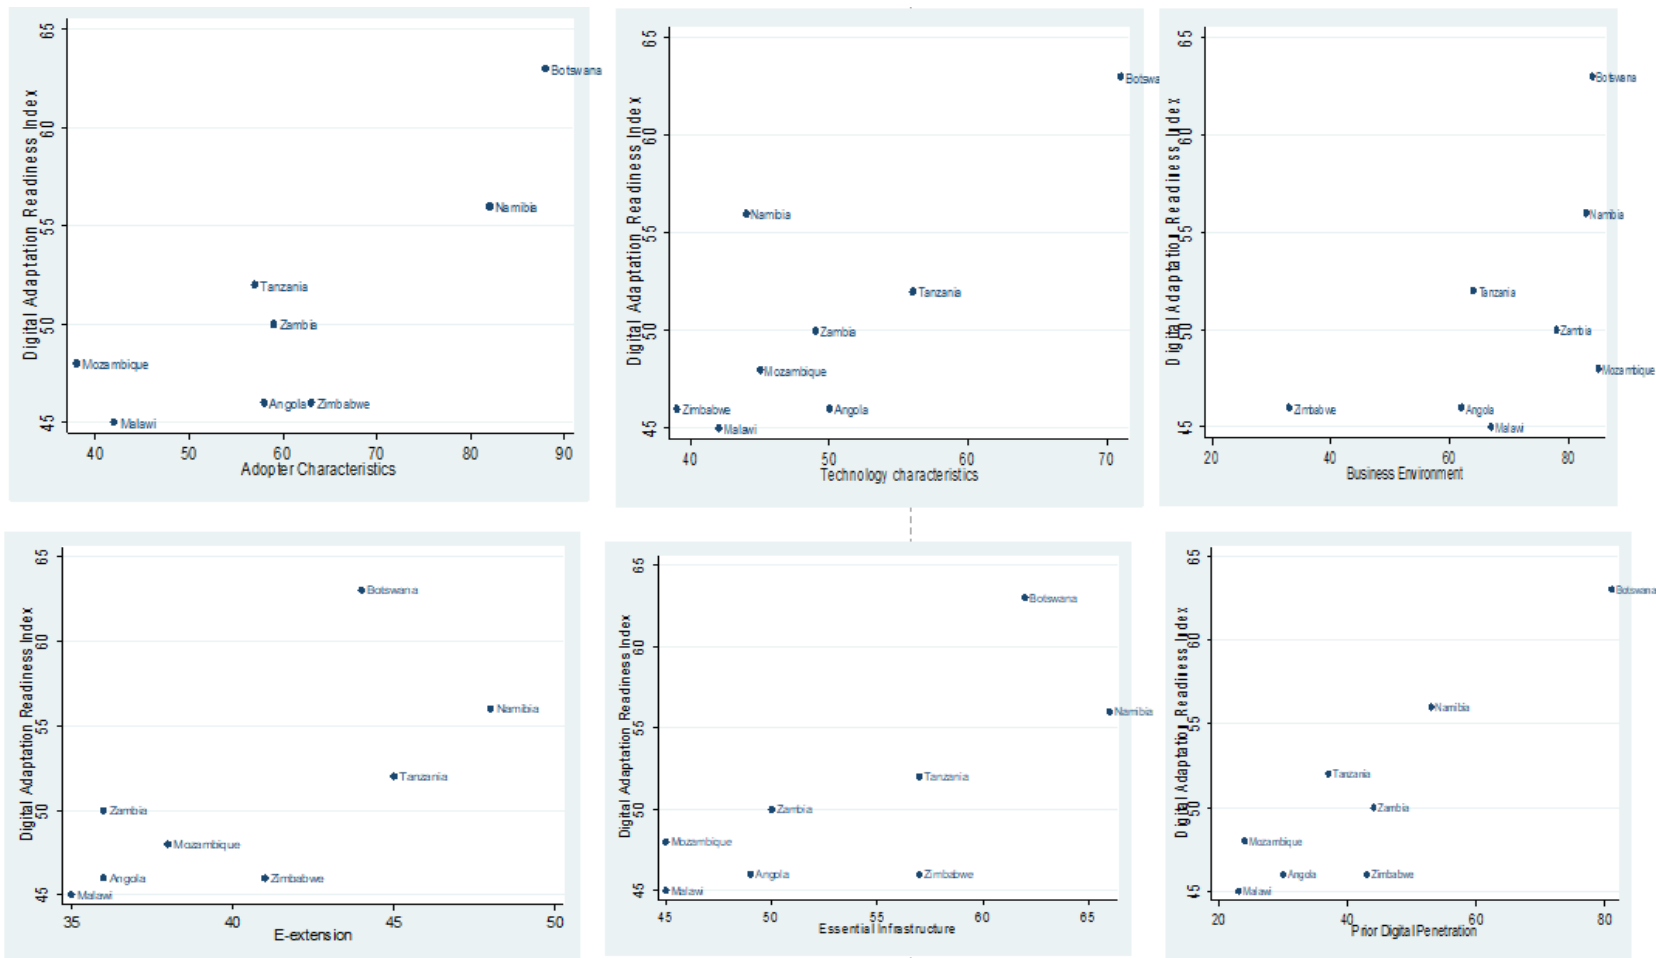 Digital Adaptation Readiness Index
65
60
55
50
45
Botswana
Namibia
Tanzania
Zambia
Mozambique
Angola
Zimbabwe
Malawi
40 50 60 70 80 90
Adopter Characteristics
Digital Adaptation Readiness Index
65
60
55
50
45
Botswa
Namibia
Tanzania
Zambia
Mozambique
Zimbabwe
Angola
Malawi
40 50 60 70
Technology characteristics
Digital Adaptation Readiness Index
65
60
55
50
45
Botswana
Namibia
Tanzania
Zambia
Mozambique
Zimbabwe
Angola
Malawi
20 40 60 80
Business Environment
Digital Adaptation Readiness Index
65
60
55
50
45
Botswana
Namibia
Tanzania
Zambia
Mozambique
Angola
Zimbabwe
Malawi
35 40 45 50
E-extension
Digital Adaptation Readiness Index
65
60
55
50
45
Botswana
Namibia
Tanzania
Zambia
Mozambique
Angola
Zimbabwe
Malawi
45 50 55 60 65
Essential Infrastructure
Digital Adaptation Readiness Index
65
60
55
50
45
Botswana
Namibia
Tanzania
Zambia
Mozambique
Angola
Zimbabwe
Malawi
20 40 60 80
Prior Digital Penetration